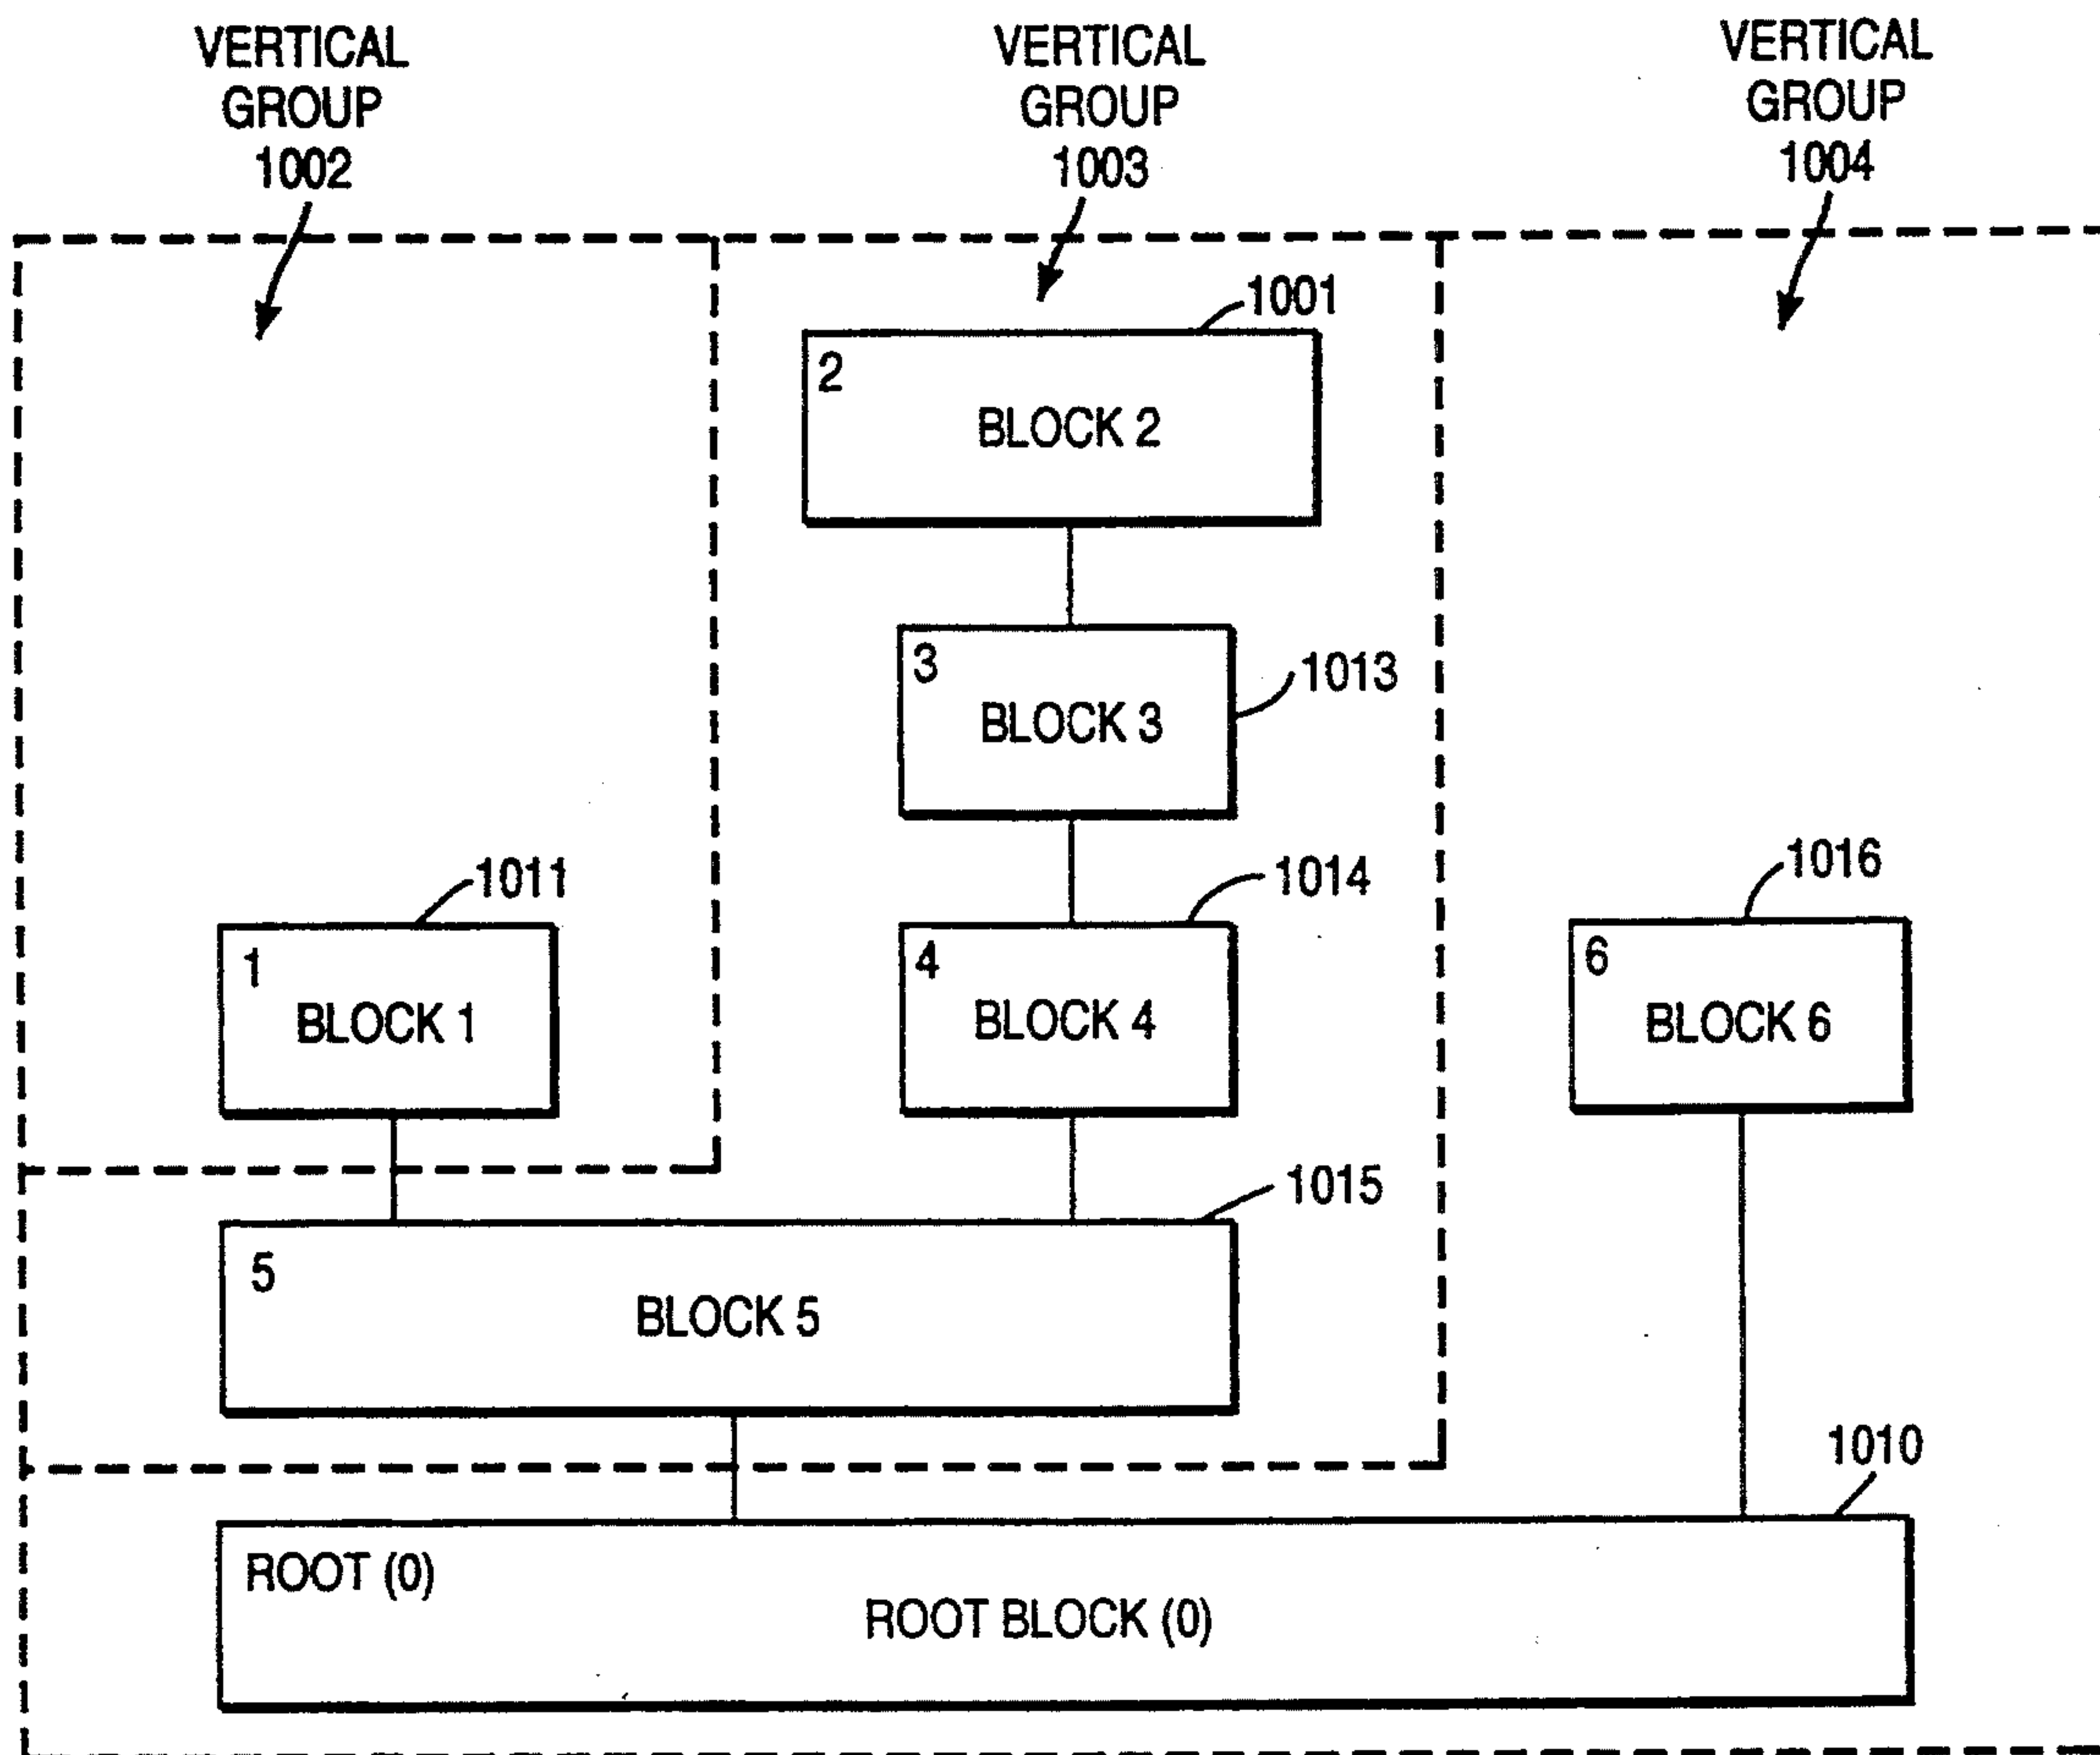 VERTICAL
GROUP
1002
VERTICAL
GROUP
1003
VERTICAL
GROUP
1004
1001
2
BLOCK 2
3
BLOCK 3
1013
1011
1
BLOCK 1
1014
4
BLOCK 4
1016
6
BLOCK 6
1015
5
BLOCK 5
1010
ROOT (0)
ROOT BLOCK (0)